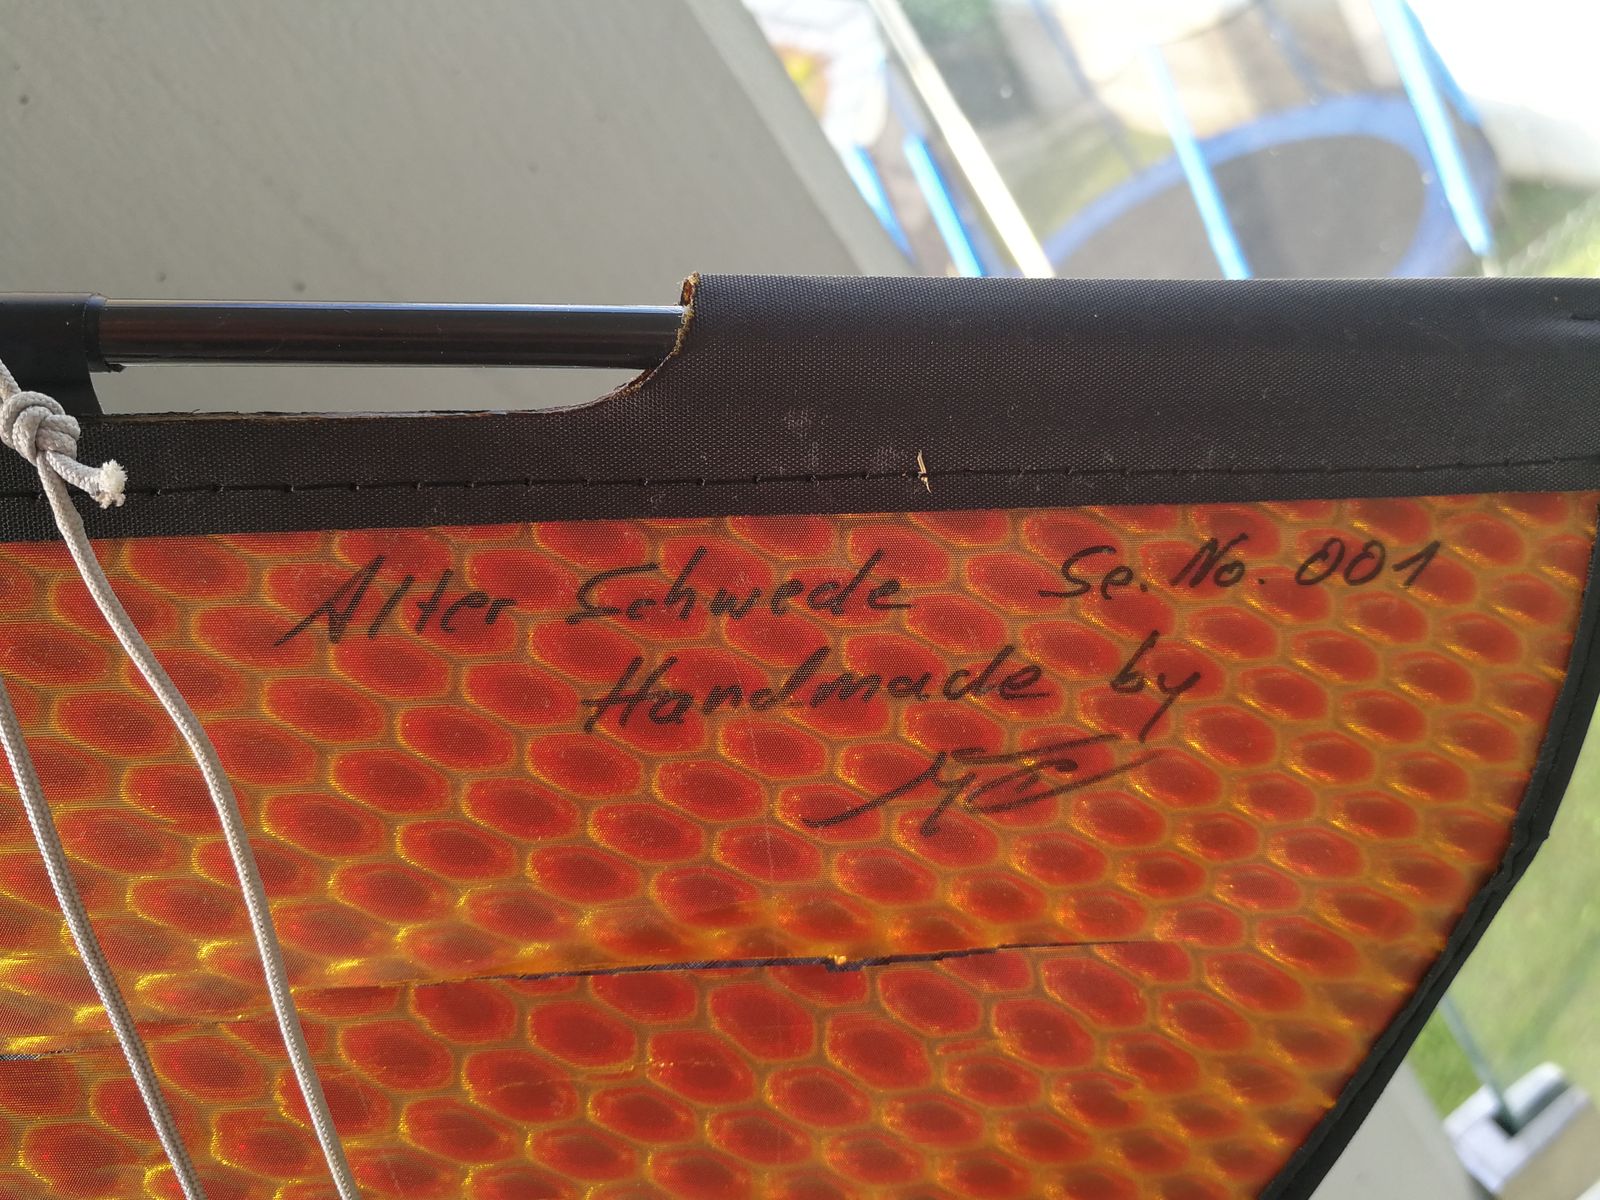 Alter Schwede Se. No. 001
Handmade by